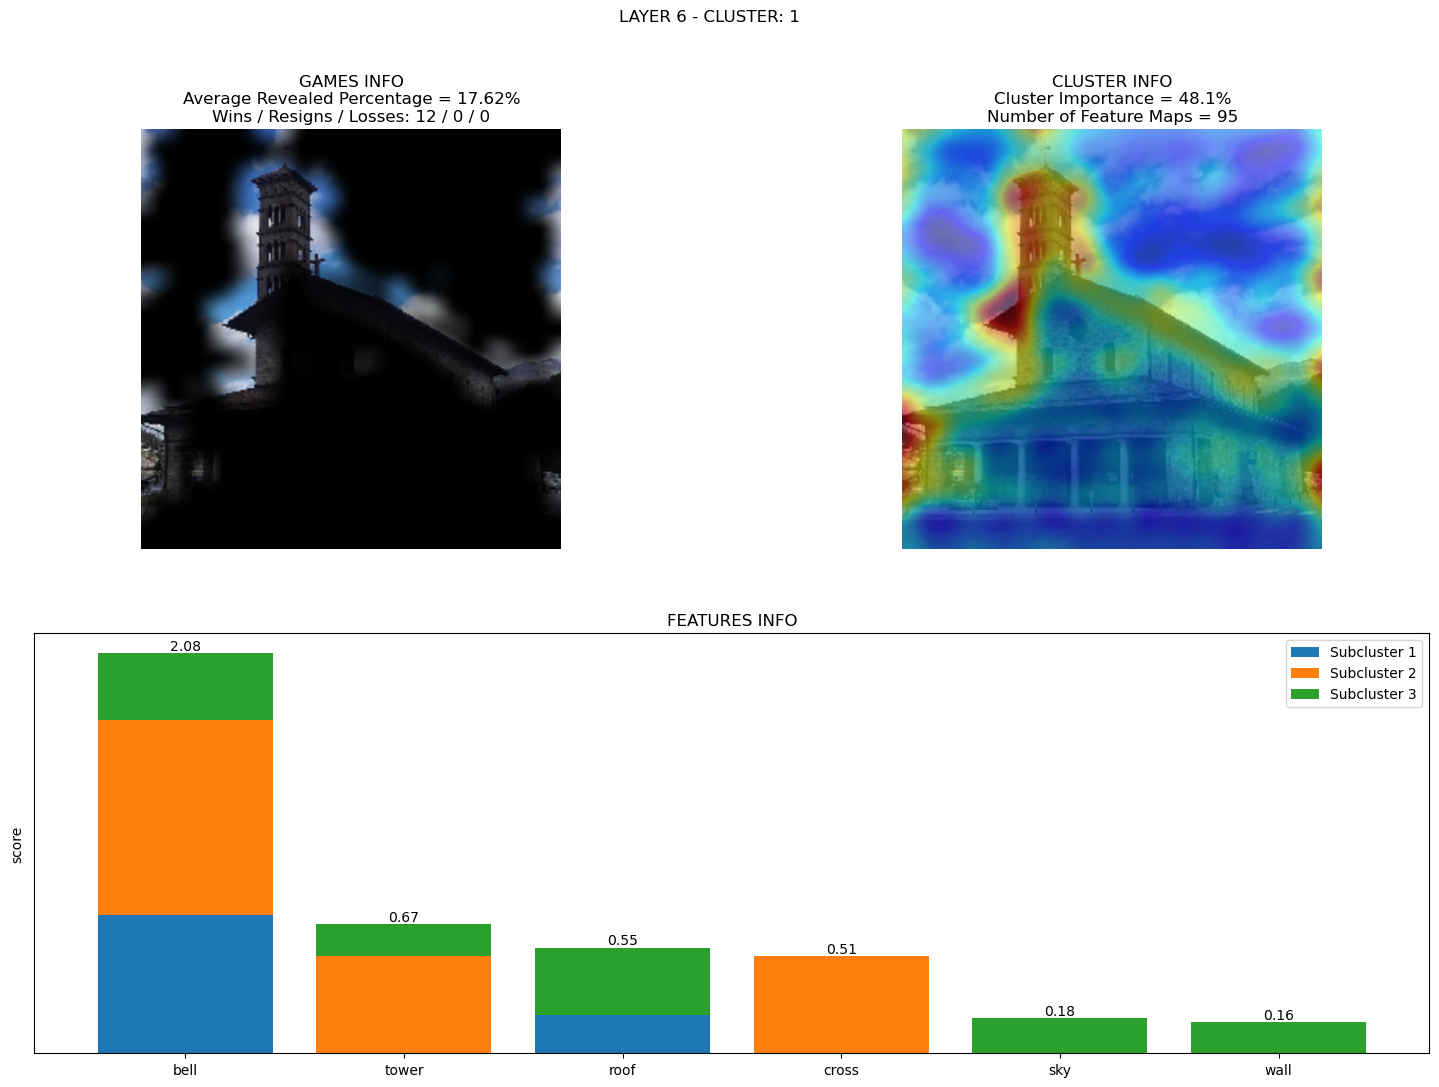 LAYER 6 - CLUSTER: 1
GAMES INFO
Average Revealed Percentage = 17.62%
Wins / Resigns / Losses: 12 / 0 / 0
CLUSTER INFO
Cluster Importance = 48.1%
Number of Feature Maps = 95
FEATURES INFO
2.08
0.67
0.55
0.51
0.18
0.16
Subcluster 1
Subcluster 2
Subcluster 3
score
bell
tower
roof
cross
sky
wall